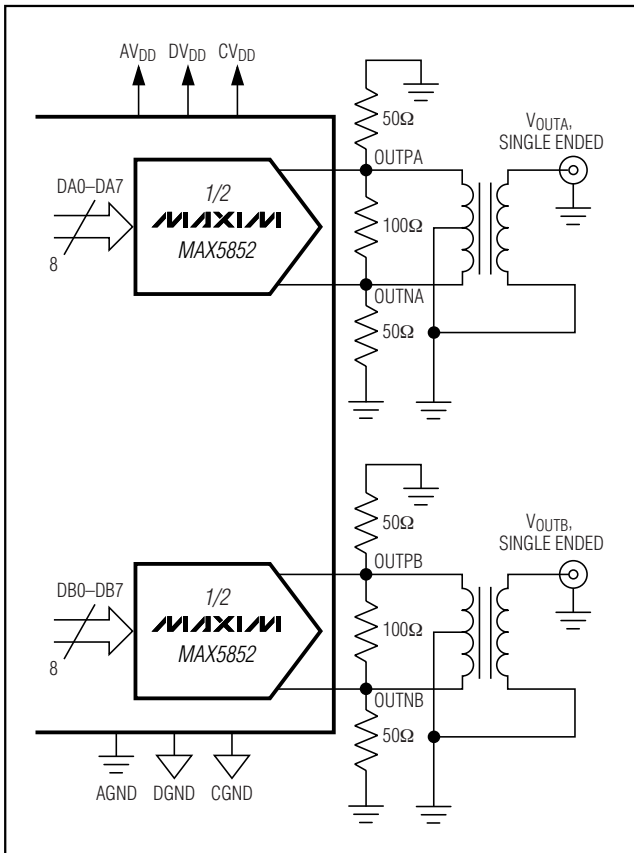 AVDD DVDD CVDD
50Ω
VOUTA,
SINGLE ENDED
OUTPA
DA0–DA7
1/2
MAXIM
MAX5852
100Ω
8
OUTNA
50Ω
50Ω
VOUTB,
SINGLE ENDED
OUTPB
DB0–DB7
1/2
MAXIM
MAX5852
100Ω
8
OUTNB
50Ω
AGND DGND CGND